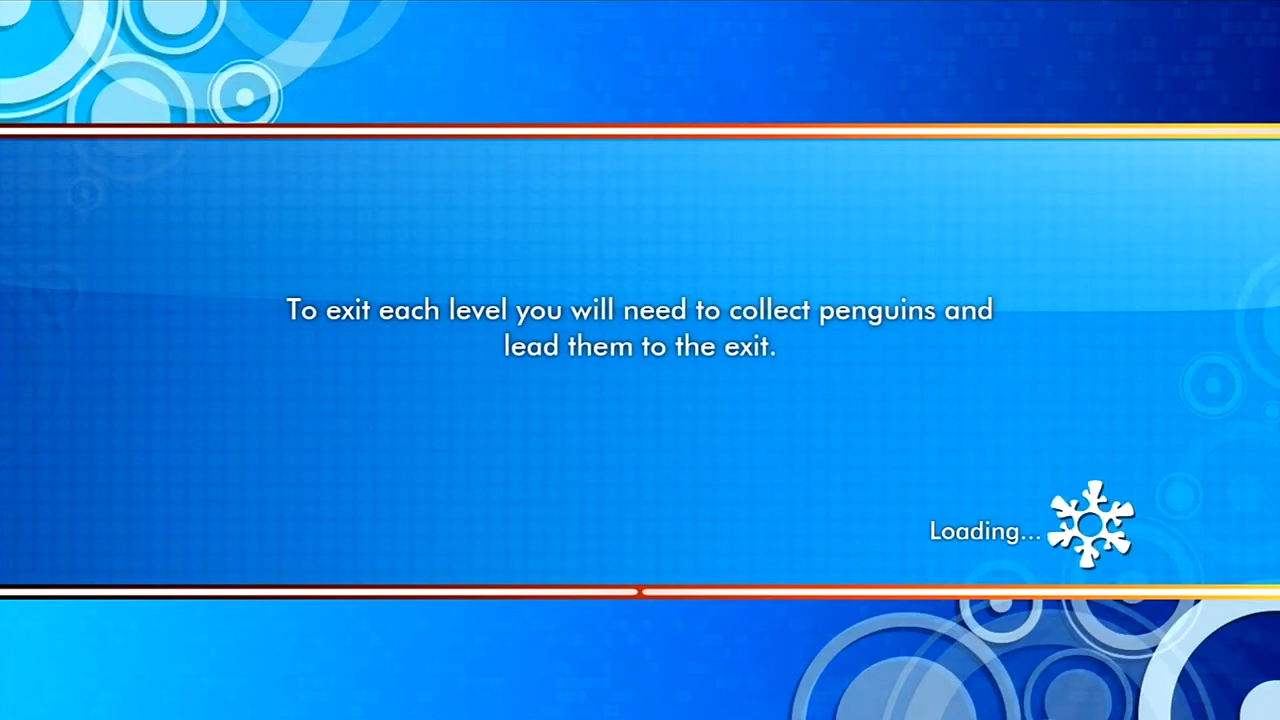 To exit each level you will need to collect penguins and
lead them to the exit.
Loading...